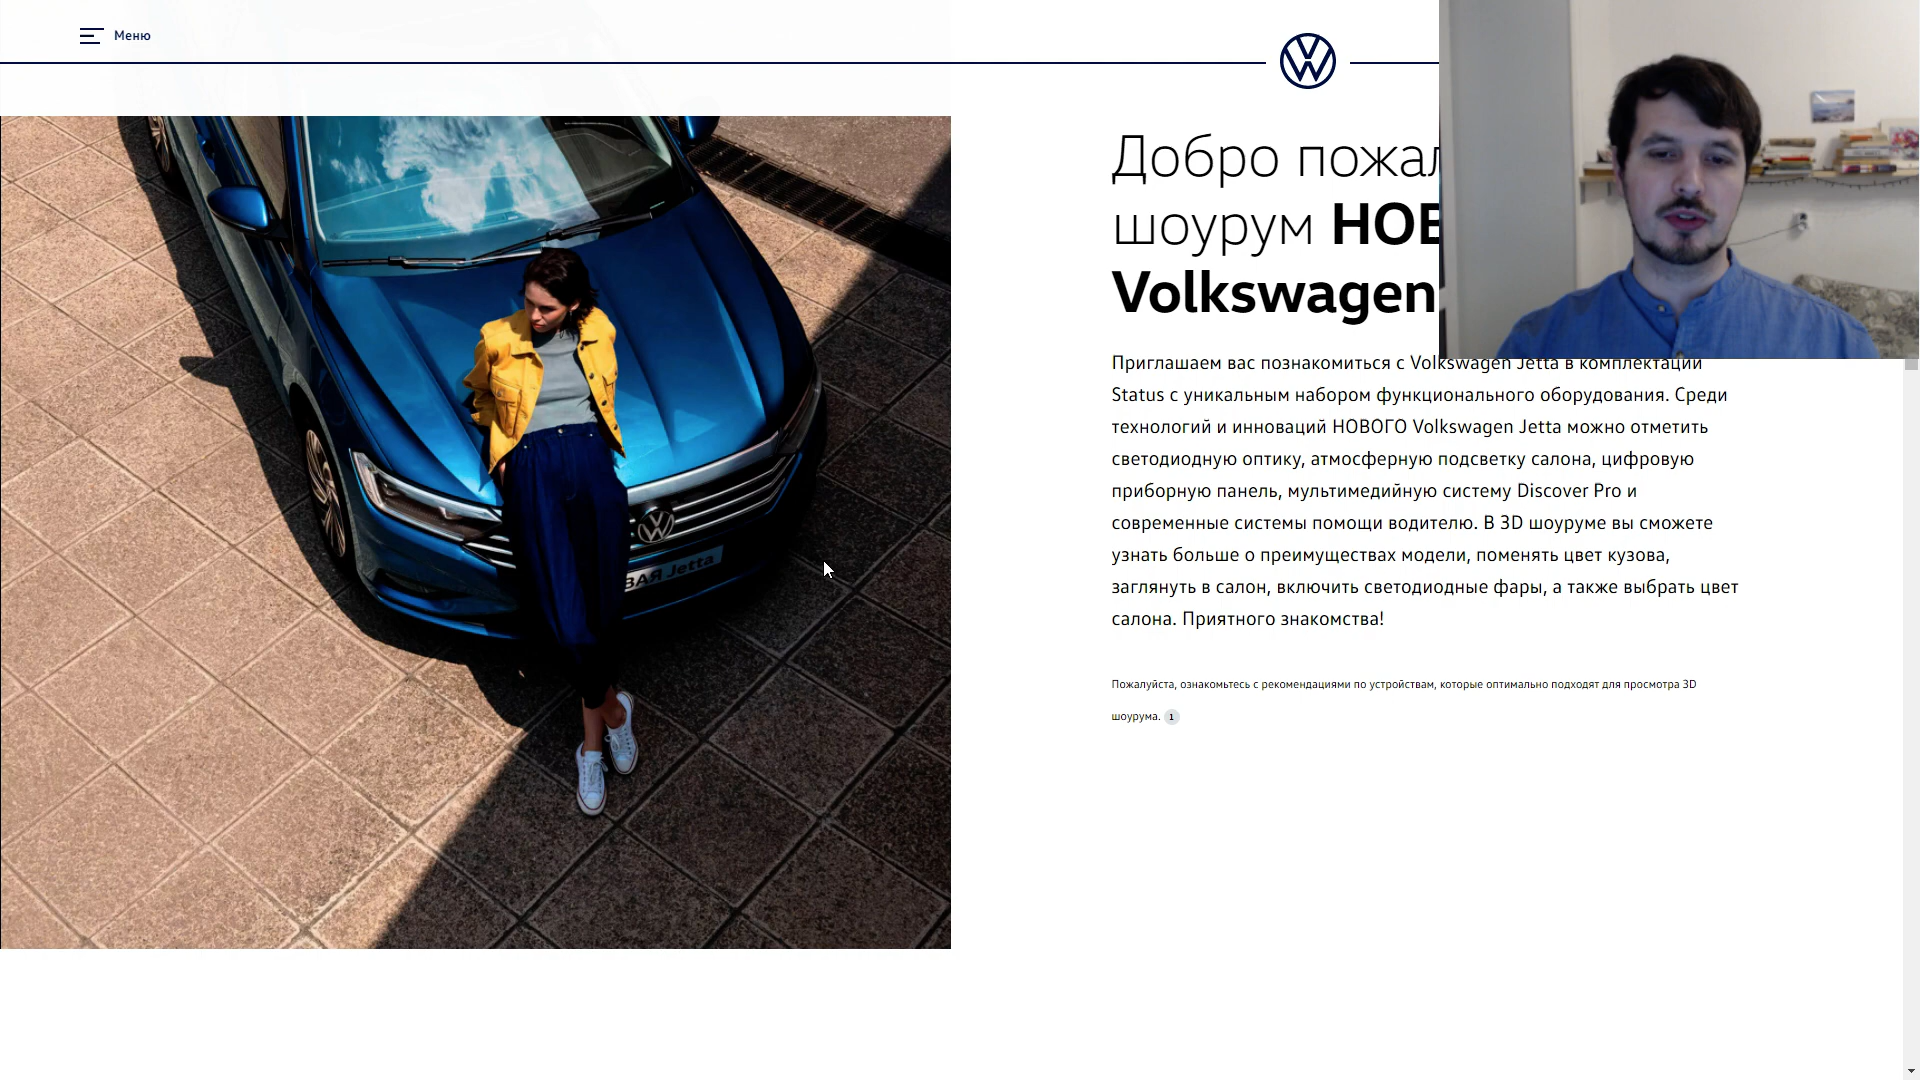 Меню
Добро пожал
шоурум НОВ
Volkswagen
Приглашаем вас познакомиться с Volkswagen Jetta в комплектации
Status с уникальным набором функционального оборудования. Среди
технологий и инноваций НОВОГО Volkswagen Jetta можно отметить
светодиодную оптику, атмосферную подсветку салона, цифровую
приборную панель, мультимедийную систему Discover Pro и
современные системы помощи водителю. В 3D шоуруме вы сможете
узнать больше о преимуществах модели, поменять цвет кузова,
заглянуть в салон, включить светодиодные фары, а также выбрать цвет
салона. Приятного знакомства!
Пожалуйста, ознакомьтесь с рекомендациями по устройствам, которые оптимально подходят для просмотра 3D
шоурума. 1
ВАЯ Jetta